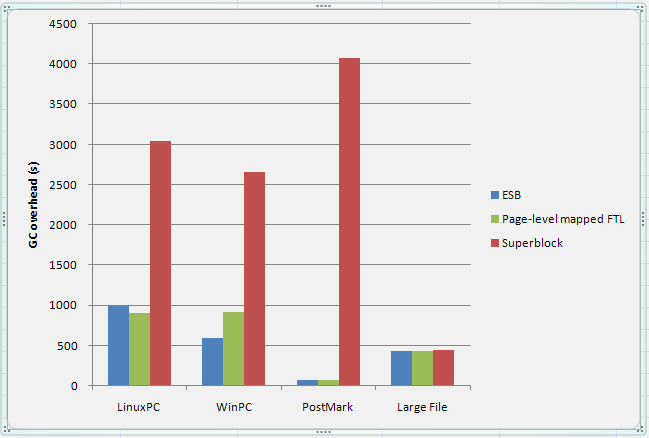 4500
4000
3500
3000
2500
2000
1500
1000
500
0
GC overhead (s)
LinuxPC
WinPC
PostMark
Large File
ESB
Page-level mapped FTL
Superblock